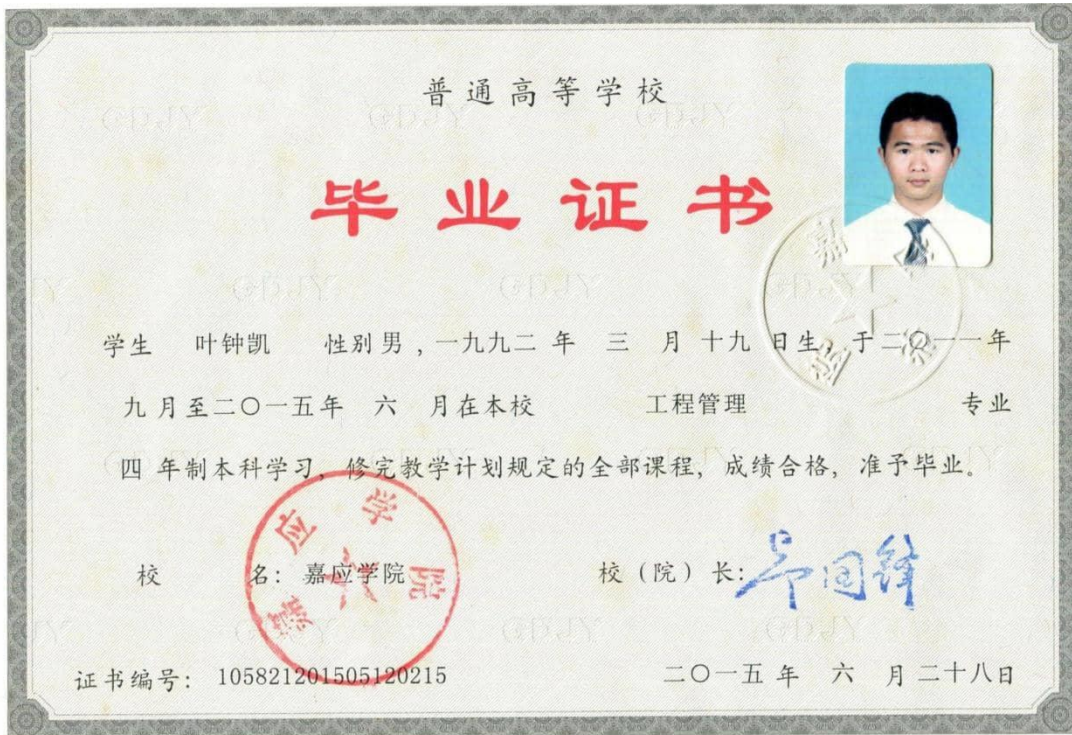 普通高等学校
毕业证书
学生 叶钟凯 性别 男 , 一九九二 年 三 月 十九 日生, 于二〇一一年
九 月至二〇一五年 六 月在本校 工程管理 专业
四 年制本科学习, 修完教学计划规定的全部课程, 成绩合格, 准予毕业。
校 名: 嘉应学院
嘉应学院
校 (院) 长:
证书编号: 105821201505120215
二〇一五 年 六 月 二十八日